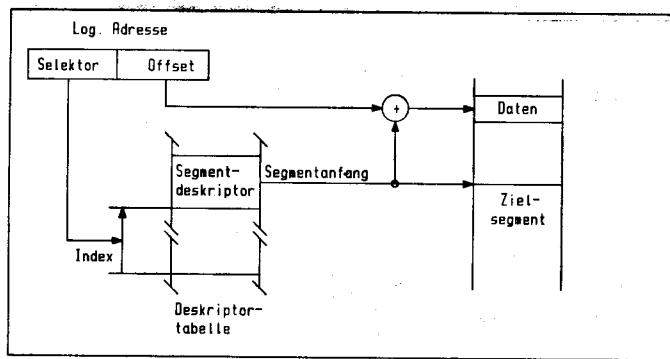 Log. Adresse
Selektor
Offset
+
Daten
Segment-
deskriptor
Segmentanfang
Ziel-
segment
Index
Deskriptor-
tabelle